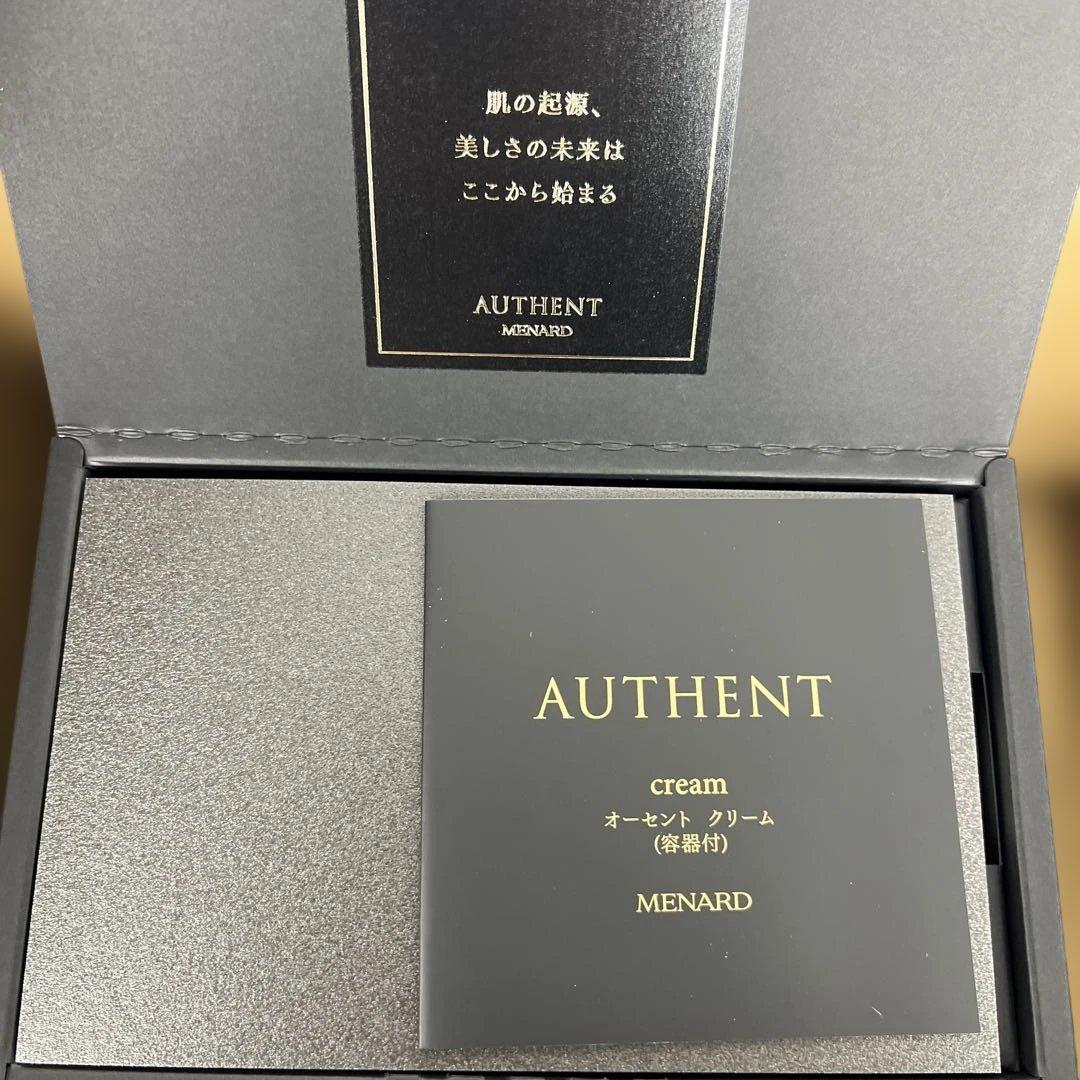 肌の起源、
美しさの未来は
ここから始まる
AUTHENT
MENARD
AUTHENT
cream
オーセント クリーム
(容器付)
MENARD